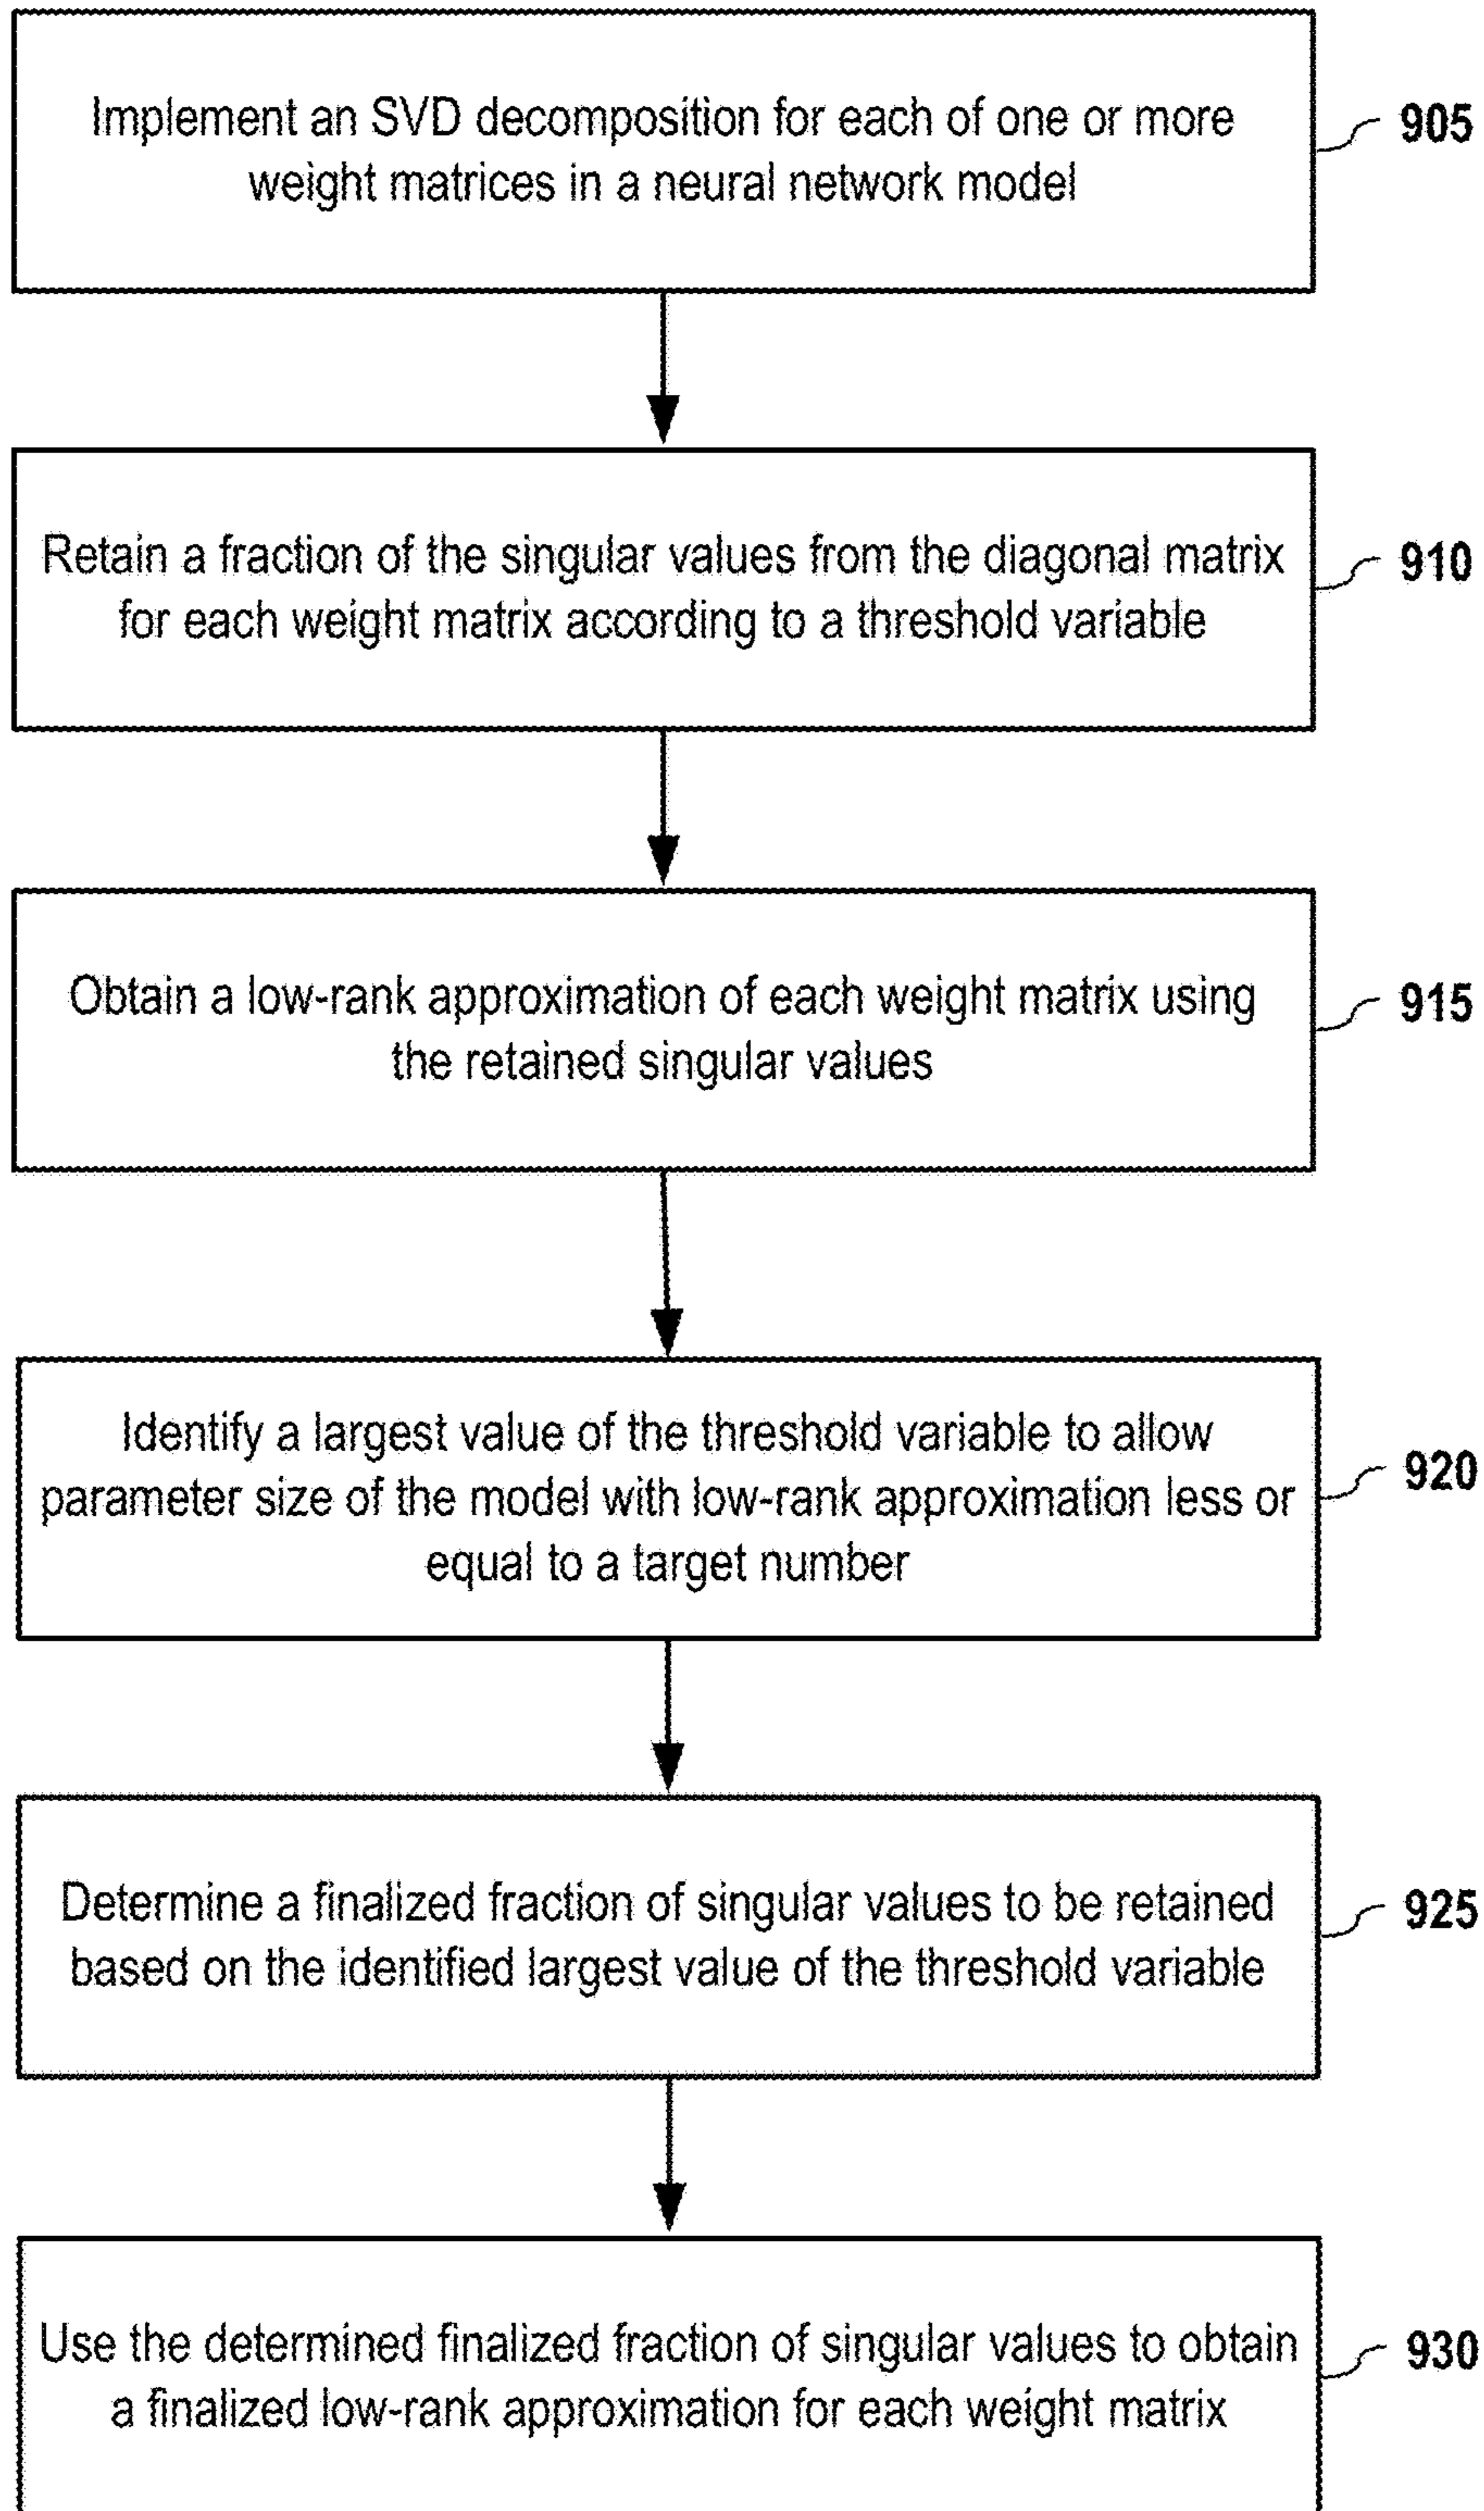 Implement an SVD decomposition for each of one or more
weight matrices in a neural network model
905
Retain a fraction of the singular values from the diagonal matrix
for each weight matrix according to a threshold variable
910
Obtain a low-rank approximation of each weight matrix using
the retained singular values
915
Identify a largest value of the threshold variable to allow
parameter size of the model with low-rank approximation less or
equal to a target number
920
Determine a finalized fraction of singular values to be retained
based on the identified largest value of the threshold variable
925
Use the determined finalized fraction of singular values to obtain
a finalized low-rank approximation for each weight matrix
930